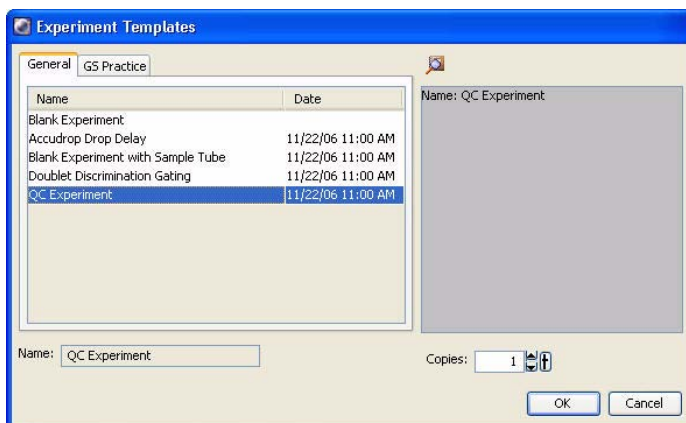 Experiment Templates
General GS Practice
Name Date
Blank Experiment
Accudrop Drop Delay 11/22/06 11:00 AM
Blank Experiment with Sample Tube 11/22/06 11:00 AM
Doublet Discrimination Gating 11/22/06 11:00 AM
QC Experiment 11/22/06 11:00 AM
Name: QC Experiment
Name: QC Experiment
Copies: 1
OK Cancel